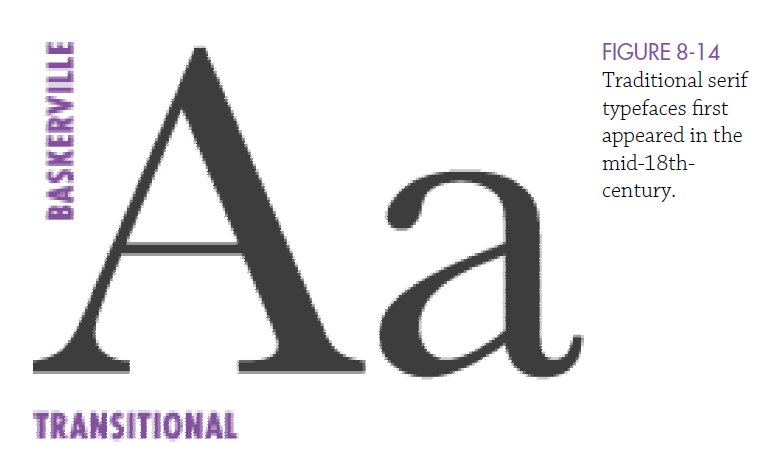 BASKERVILLE
Aa
TRANSITIONAL
FIGURE 8-14
Traditional serif
typefaces first
appeared in the
mid-18th-
century.